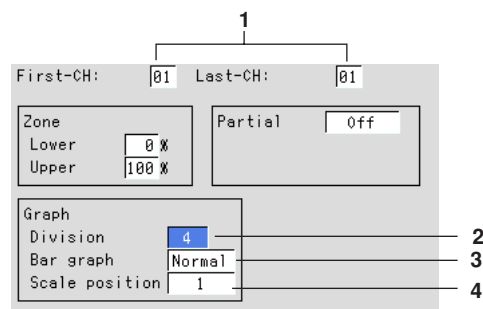 1
First-CH: 01 Last-CH: 01
Zone
Lower 0 %
Upper 100 %
Partial Off
Graph
Division 4
Bar graph Normal
Scale position 1
2
3
4